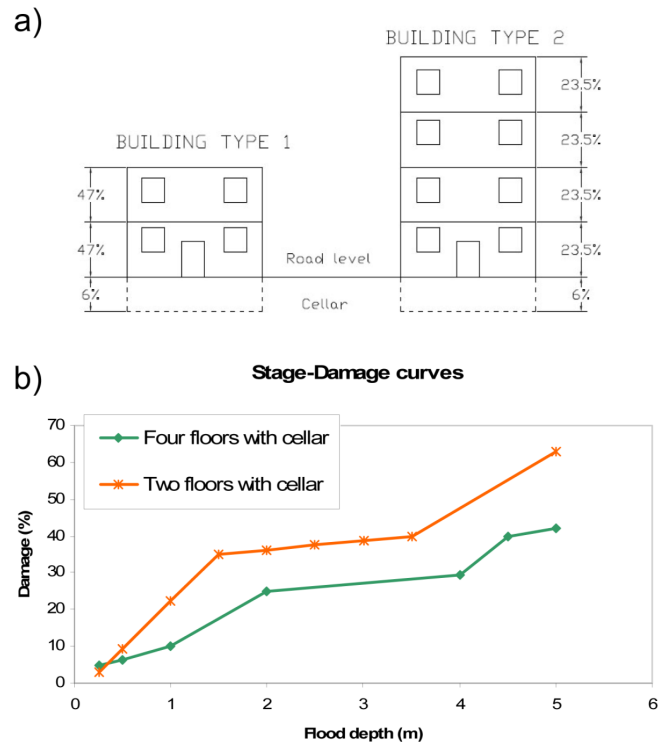 a)
BUILDING TYPE 2
BUILDING TYPE 1
23.5%
23.5%
47%
23.5%
47%
23.5%
Road level
6%
Cellar
6%
b)
Stage-Damage curves
Four floors with cellar
Two floors with cellar
Damage (%)
70
60
50
40
30
20
10
0
0 1 2 3 4 5 6
Flood depth (m)